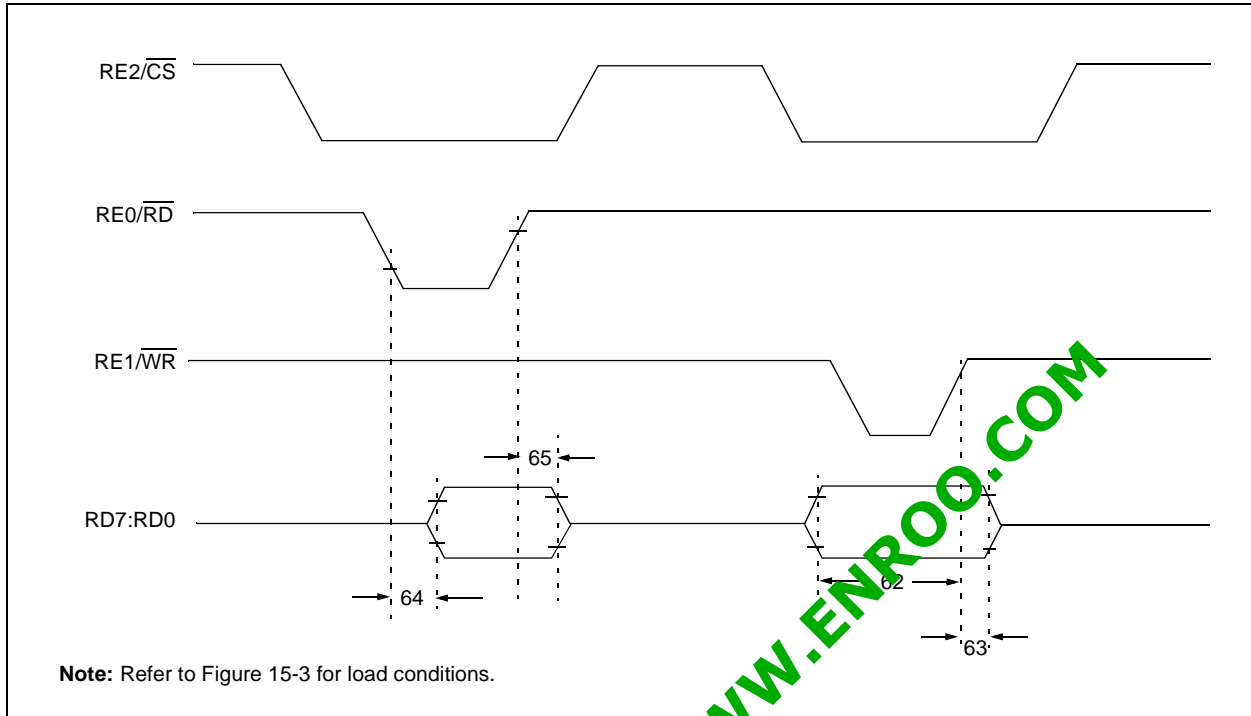 RE2/CS
RE0/RD
RE1/WR
65
RD7:RD0
64
62
63
Note: Refer to Figure 15-3 for load conditions.
WW.ENROO.COM